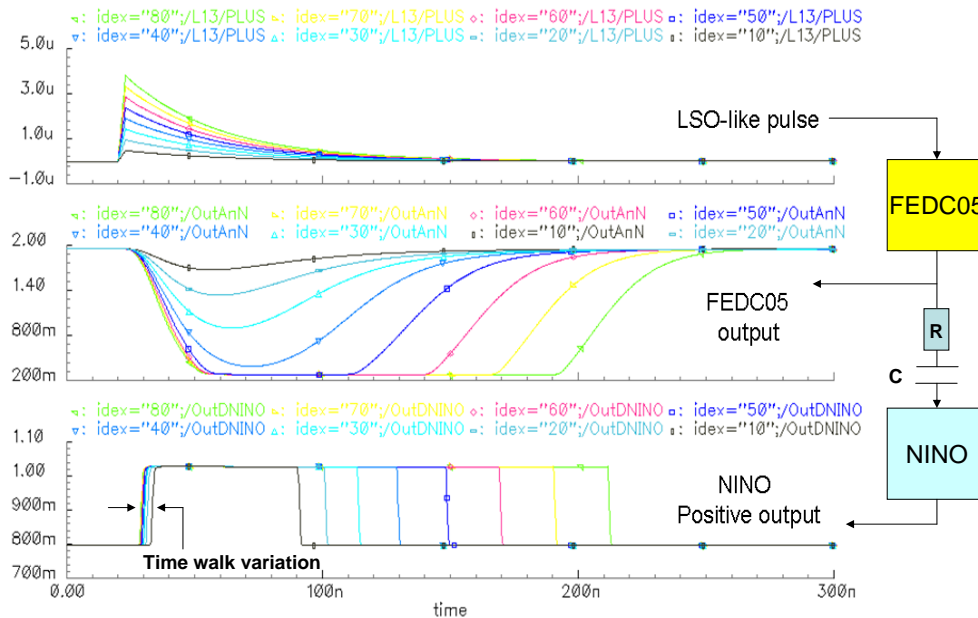 ◁: idex="80";/L13/PLUS ▷: idex="70";/L13/PLUS ◇: idex="60";/L13/PLUS □: idex="50";/L13/PLUS
▽: idex="40";/L13/PLUS △: idex="30";/L13/PLUS =: idex="20";/L13/PLUS ▯: idex="10";/L13/PLUS
5.0u
3.0u
1.0u
-1.0u
LSO-like pulse
FEDC05
◁: idex="80";/OutAnN ▷: idex="70";/OutAnN ◇: idex="60";/OutAnN □: idex="50";/OutAnN
▽: idex="40";/OutAnN △: idex="30";/OutAnN ▯: idex="10";/OutAnN =: idex="20";/OutAnN
2.00
1.40
800m
200m
FEDC05
output
R
C
◁: idex="80";/OutDNINO ▷: idex="70";/OutDNINO ◇: idex="60";/OutDNINO □: idex="50";/OutDNINO
▽: idex="40";/OutDNINO △: idex="30";/OutDNINO =: idex="20";/OutDNINO ▯: idex="10";/OutDNINO
1.10
1.00
900m
800m
700m
NINO
Positive output
NINO
Time walk variation
0.00 100n 200n 300n
time